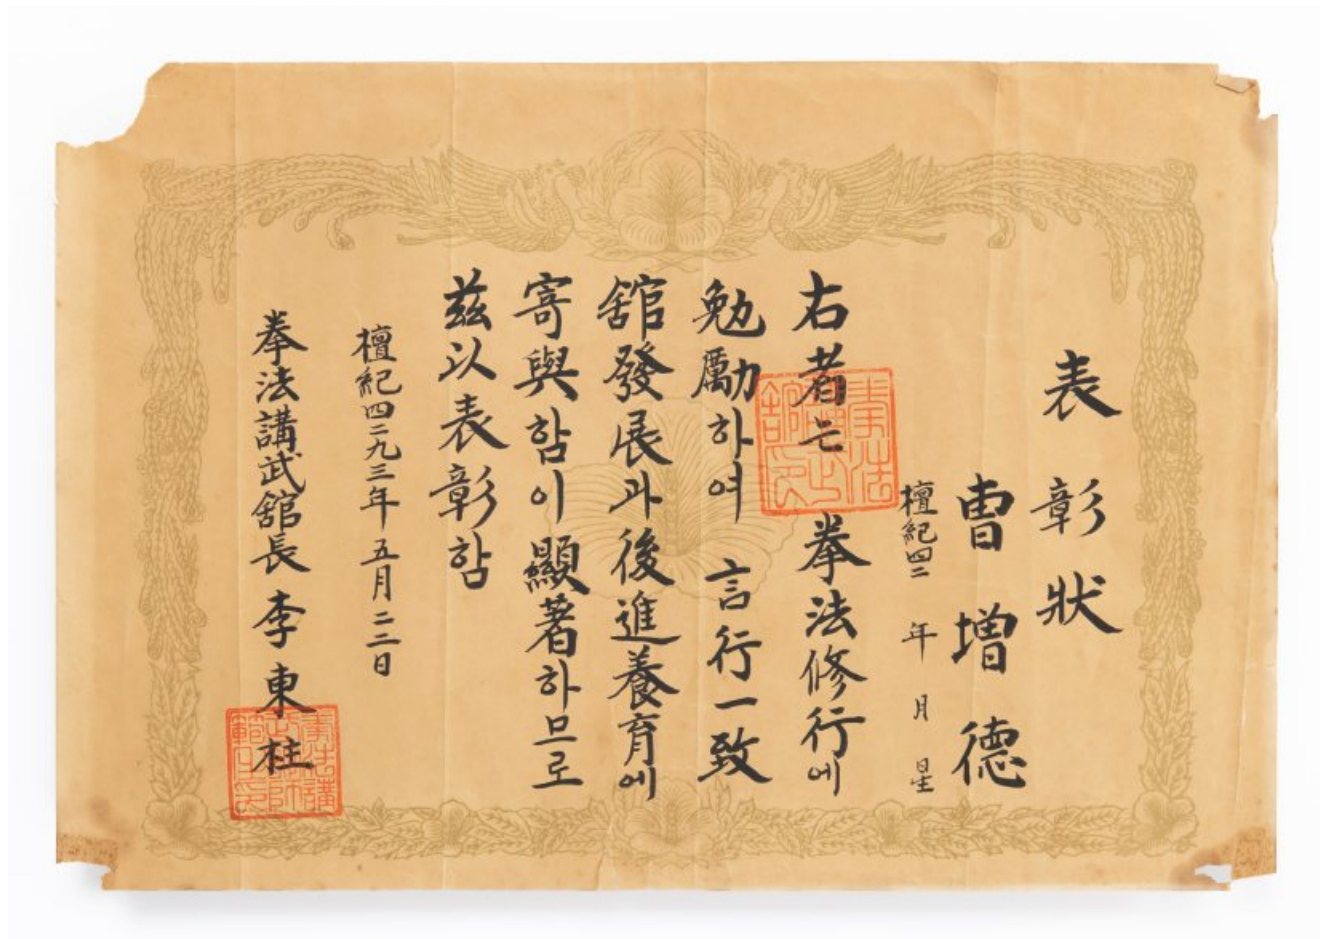 表彰狀
曺增德
檀紀四二 年 月 日生
右者는 拳法修行에
勉勵하여 言行一致
舘發展과 後進養育에
寄與함이 顯著하므로
玆以表彰함
檀紀四二九三年 五月二二日
拳法講武舘長 李東柱